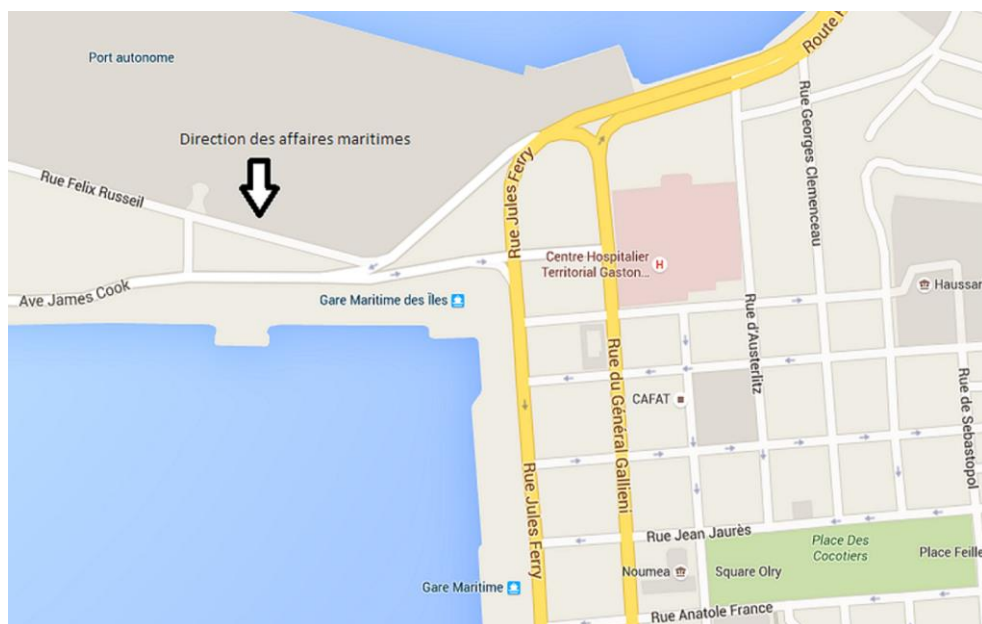 Port autonome
Route
Direction des affaires maritimes
Rue Felix Russeil
Rue Jules Ferry
Rue Georges Clemenceau
Centre Hospitalier
Territorial Gaston...
H
Ave James Cook
Gare Maritime des Îles
Haussar
Rue d'Austerlitz
Rue du Général Gallieni
CAFAT
Rue de Sebastopol
Rue Jules Ferry
Rue Jean Jaurès
Place Des
Cocotiers
Place Feille
Noumea
Square Olry
Gare Maritime
Rue Anatole France